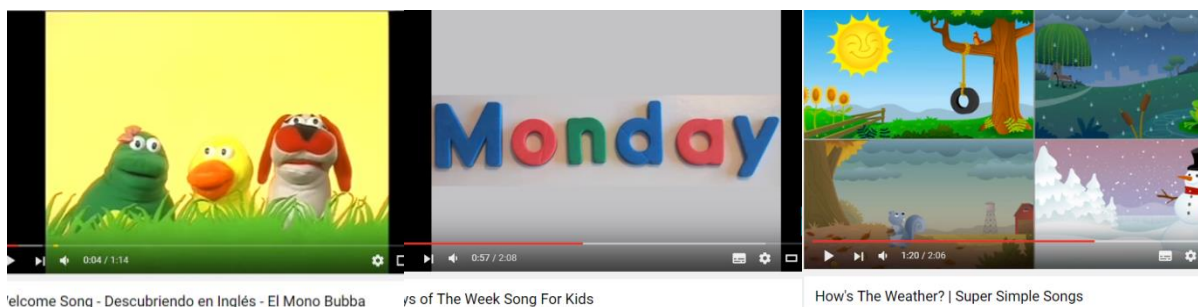 Monday
0:04 / 1:14
0:57 / 2:08
1:20 / 2:06
elcome Song - Descubriendo en Inglés - El Mono Bubba
ys of The Week Song For Kids
How's The Weather? | Super Simple Songs